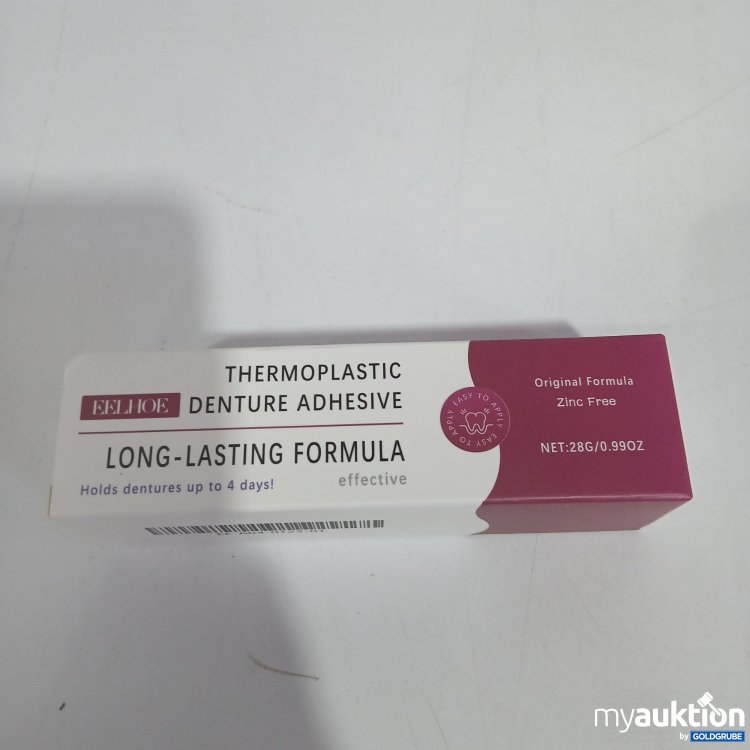 THERMOPLASTIC
EELHOE DENTURE ADHESIVE
LONG-LASTING FORMULA
Holds dentures up to 4 days! effective
EASY TO APPLY EASY TO APPLY
Original Formula
Zinc Free
NET:28G/0.99OZ
myauktion
by GOLDGRUBE